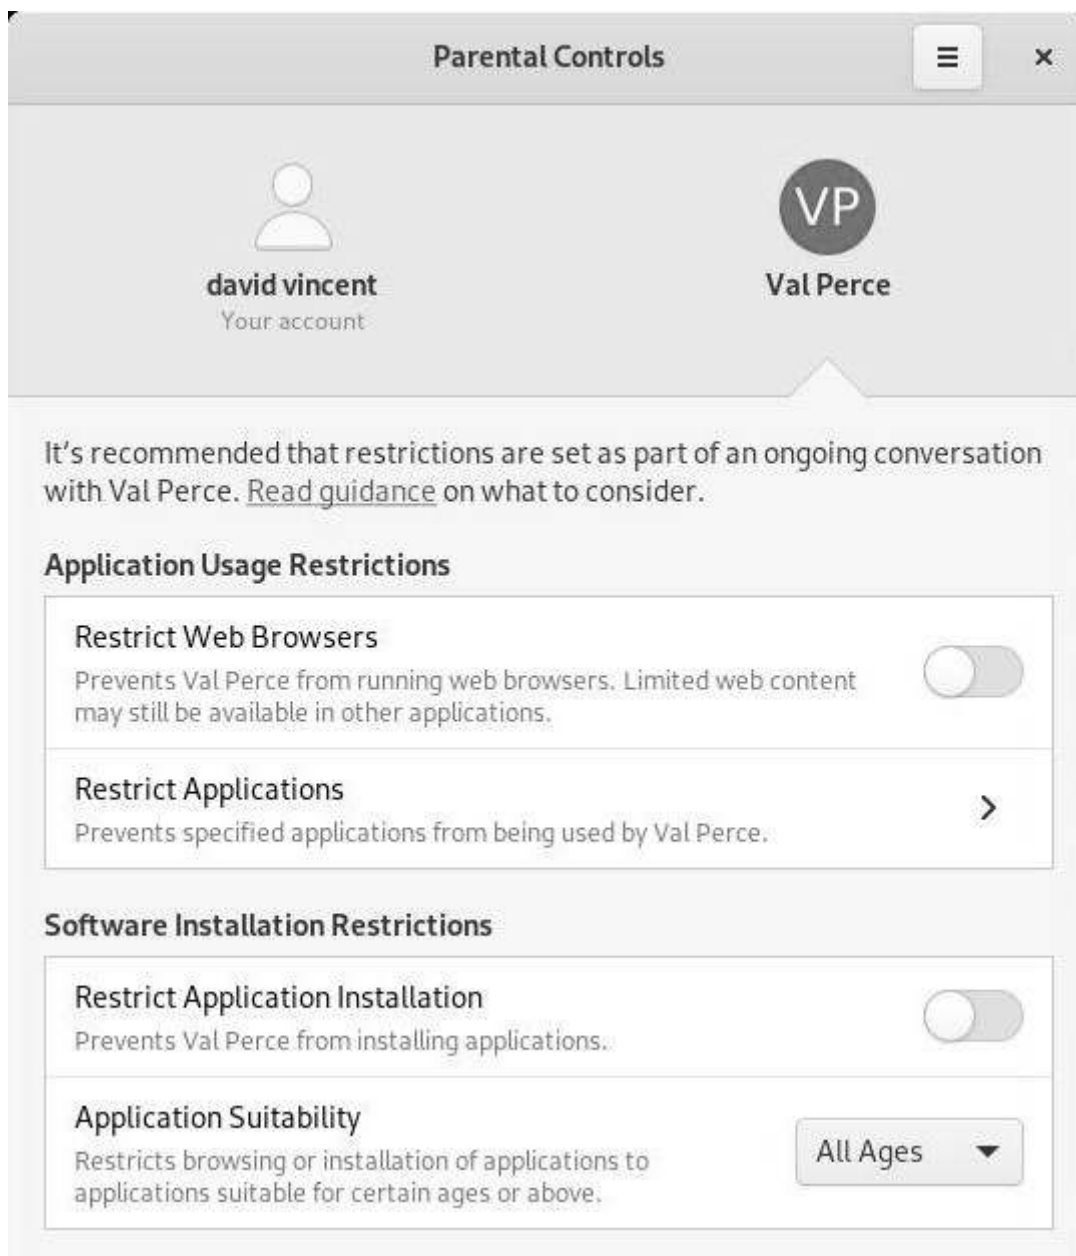 Parental Controls
VP
david vincent
Val Perce
Your account
It's recommended that restrictions are set as part of an ongoing conversation
with Val Perce. Read guidance on what to consider.
Application Usage Restrictions
Restrict Web Browsers
Prevents Val Perce from running web browsers. Limited web content
may still be available in other applications.
Restrict Applications
Prevents specified applications from being used by Val Perce.
Software Installation Restrictions
Restrict Application Installation
Prevents Val Perce from installing applications.
Application Suitability
Restricts browsing or installation of applications to
applications suitable for certain ages or above.
All Ages